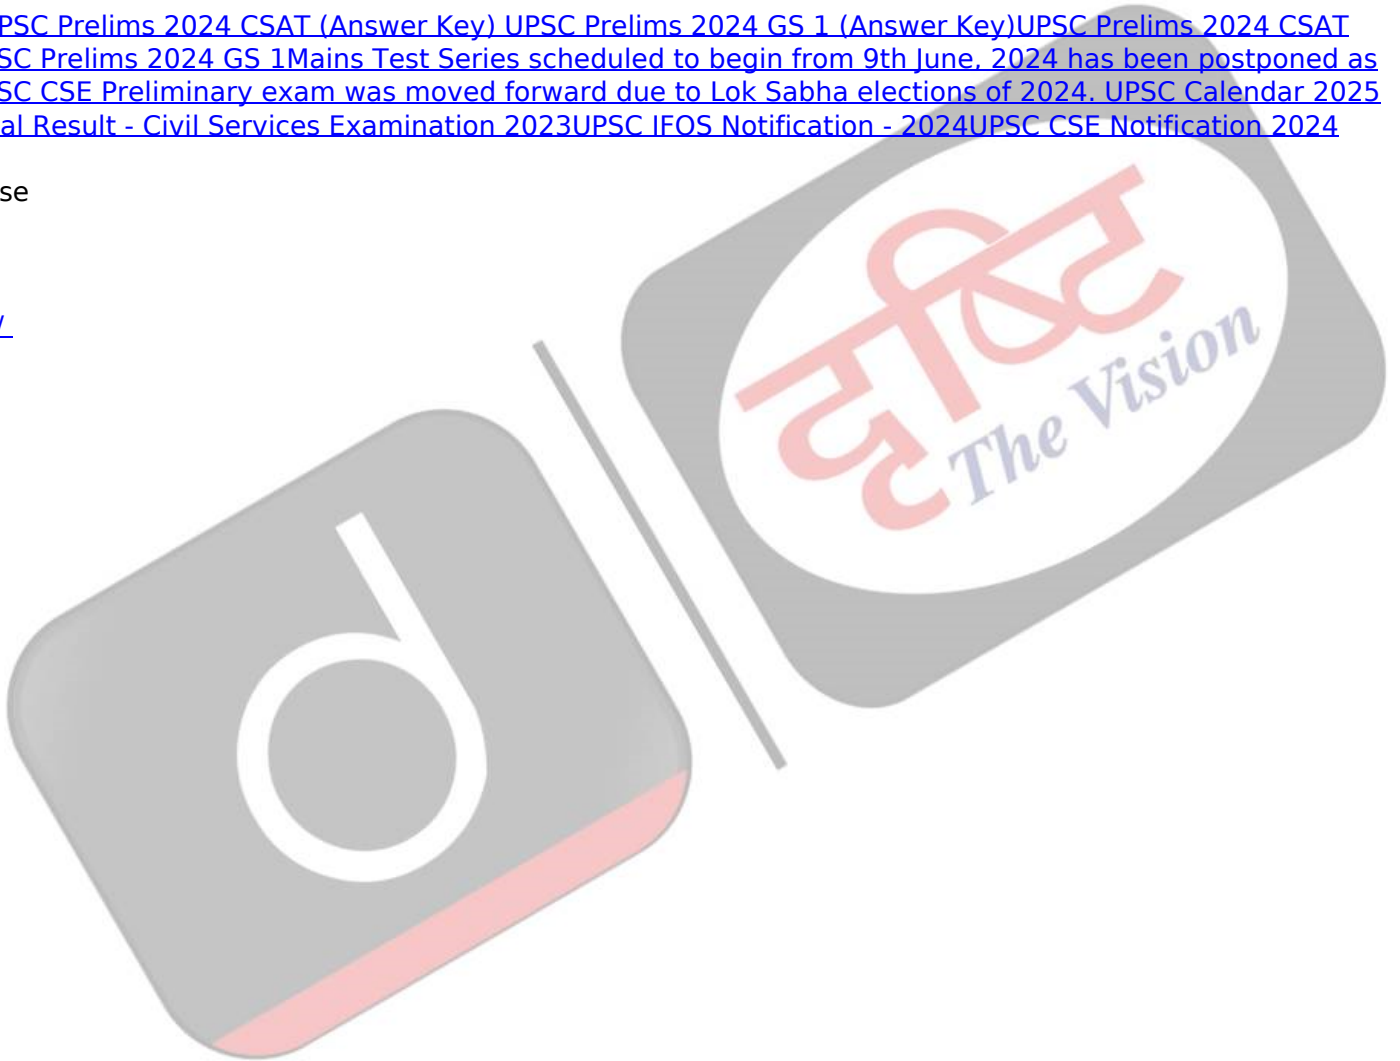 PSC Prelims 2024 CSAT (Answer Key) UPSC Prelims 2024 GS 1 (Answer Key)UPSC Prelims 2024 CSAT
SC Prelims 2024 GS 1Mains Test Series scheduled to begin from 9th June, 2024 has been postponed as
SC CSE Preliminary exam was moved forward due to Lok Sabha elections of 2024. UPSC Calendar 2025
al Result - Civil Services Examination 2023UPSC IFOS Notification - 2024UPSC CSE Notification 2024
se
/
दृष्टि
The Vision
d